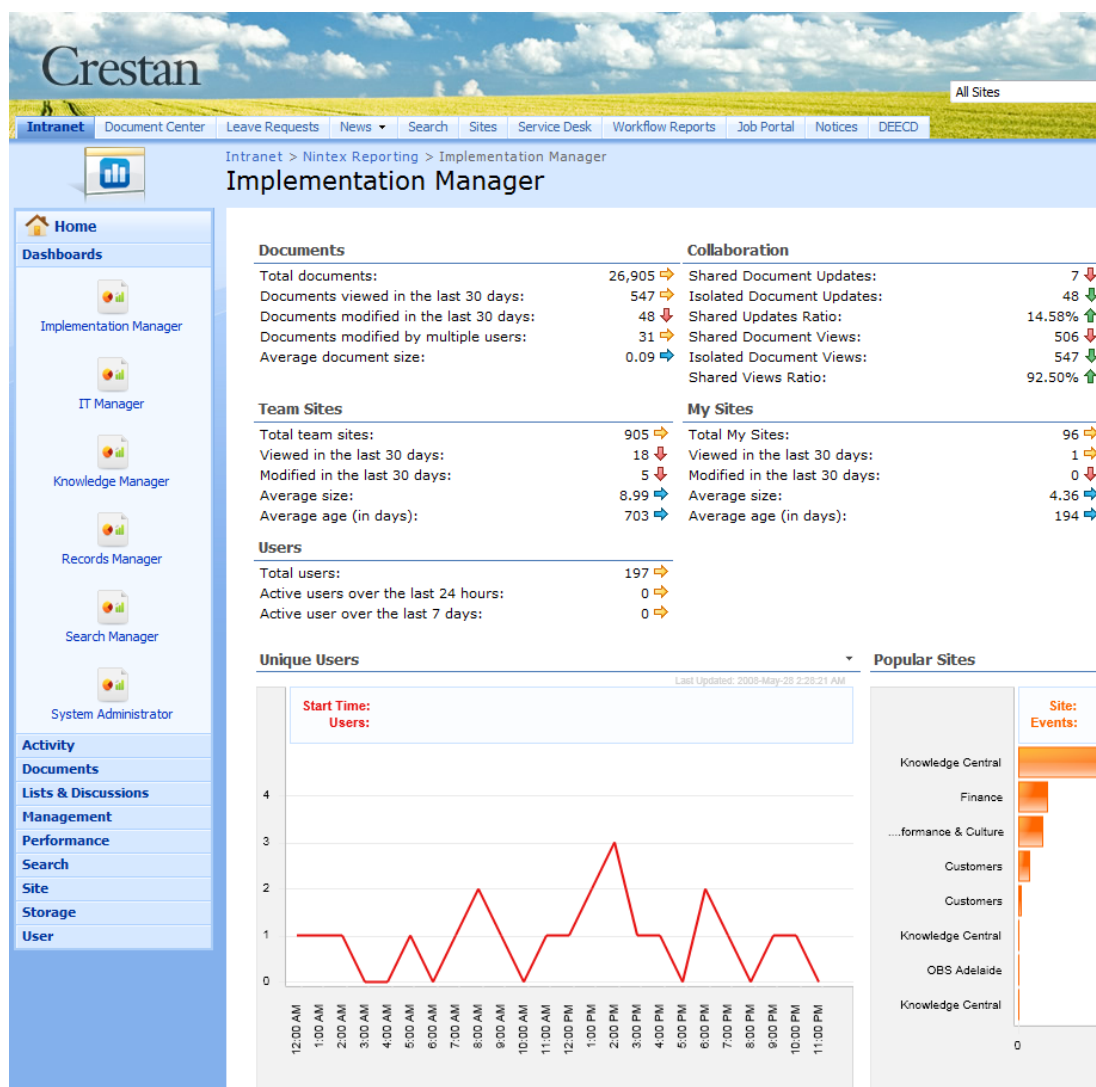 Crestan
All Sites
Intranet Document Center Leave Requests News Search Sites Service Desk Workflow Reports Job Portal Notices DEECD
Intranet > Nintex Reporting > Implementation Manager
Implementation Manager
Home
Dashboards
Implementation Manager
IT Manager
Knowledge Manager
Records Manager
Search Manager
System Administrator
Activity
Documents
Lists & Discussions
Management
Performance
Search
Site
Storage
User
Documents
Total documents: 26,905
Documents viewed in the last 30 days: 547
Documents modified in the last 30 days: 48
Documents modified by multiple users: 31
Average document size: 0.09
Collaboration
Shared Document Updates: 7
Isolated Document Updates: 48
Shared Updates Ratio: 14.58%
Shared Document Views: 506
Isolated Document Views: 547
Shared Views Ratio: 92.50%
Team Sites
Total team sites: 905
Viewed in the last 30 days: 18
Modified in the last 30 days: 5
Average size: 8.99
Average age (in days): 703
My Sites
Total My Sites: 96
Viewed in the last 30 days: 1
Modified in the last 30 days: 0
Average size: 4.36
Average age (in days): 194
Users
Total users: 197
Active users over the last 24 hours: 0
Active user over the last 7 days: 0
Unique Users
Last Updated: 2008-May-28 2:28:21 AM
Start Time:
Users:
4
3
2
1
0
12:00 AM
1:00 AM
2:00 AM
3:00 AM
4:00 AM
5:00 AM
6:00 AM
7:00 AM
8:00 AM
9:00 AM
10:00 AM
11:00 AM
12:00 PM
1:00 PM
2:00 PM
3:00 PM
4:00 PM
5:00 PM
6:00 PM
7:00 PM
8:00 PM
9:00 PM
10:00 PM
11:00 PM
Popular Sites
Site:
Events:
Knowledge Central
Finance
....formance & Culture
Customers
Customers
Knowledge Central
OBS Adelaide
Knowledge Central
0